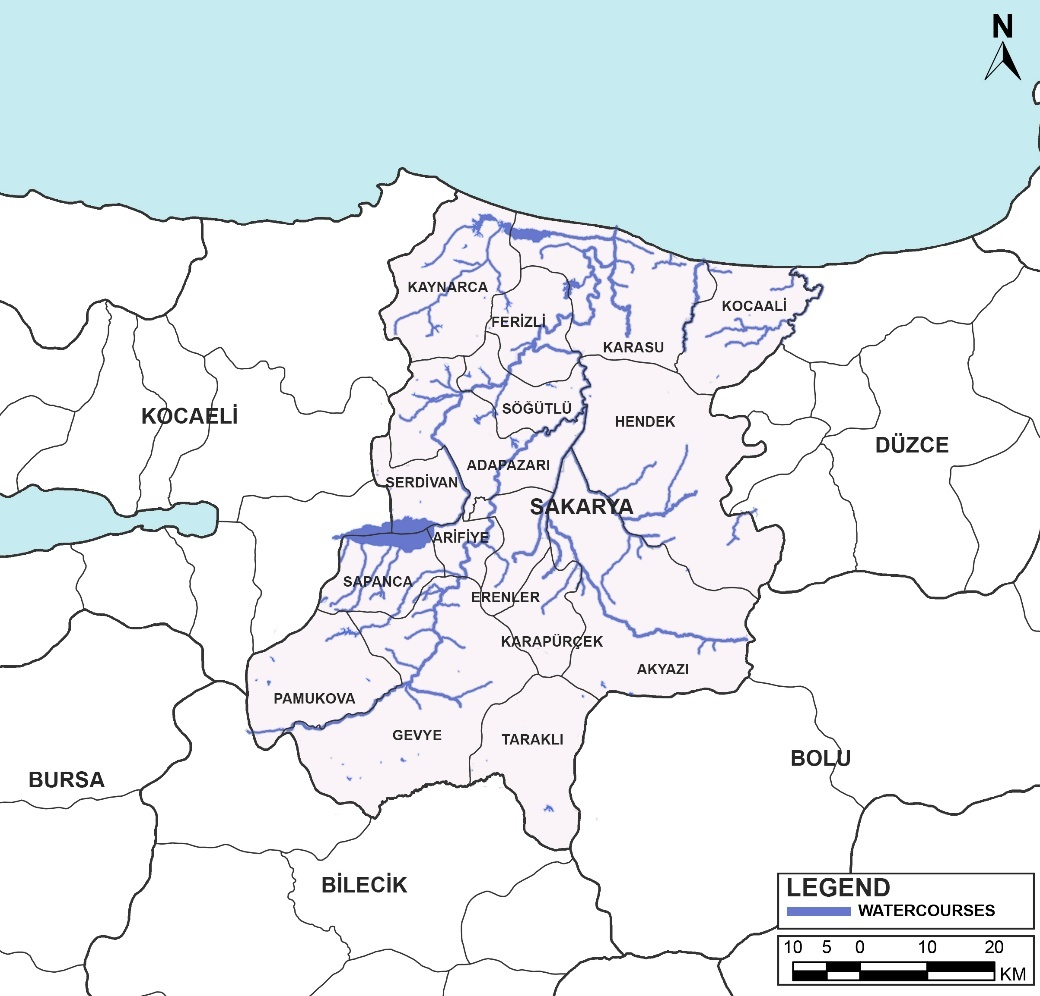 N
KAYNARCA
KOCAALİ
FERİZLİ
KARASU
KOCAELİ
SÖĞÜTLÜ
HENDEK
DÜZCE
ADAPAZARI
SERDİVAN
SAKARYA
ARİFİYE
SAPANCA
ERENLER
KARAPÜRÇEK
AKYAZI
PAMUKOVA
GEVYE
TARAKLI
BOLU
BURSA
BİLECİK
LEGEND
WATERCOURSES
10 5 0 10 20
KM